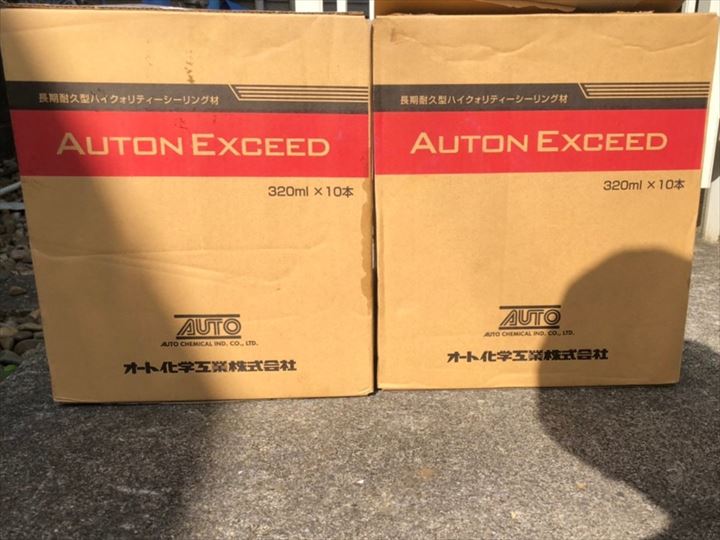 長期耐久型ハイクォリティーシーリング材
AUTON EXCEED
320ml ×10本
AUTO
AUTO CHEMICAL IND. CO., LTD.
オート化学工業株式会社
長期耐久型ハイクォリティーシーリング材
AUTON EXCEED
320ml ×10本
AUTO
AUTO CHEMICAL IND. CO., LTD.
オート化学工業株式会社